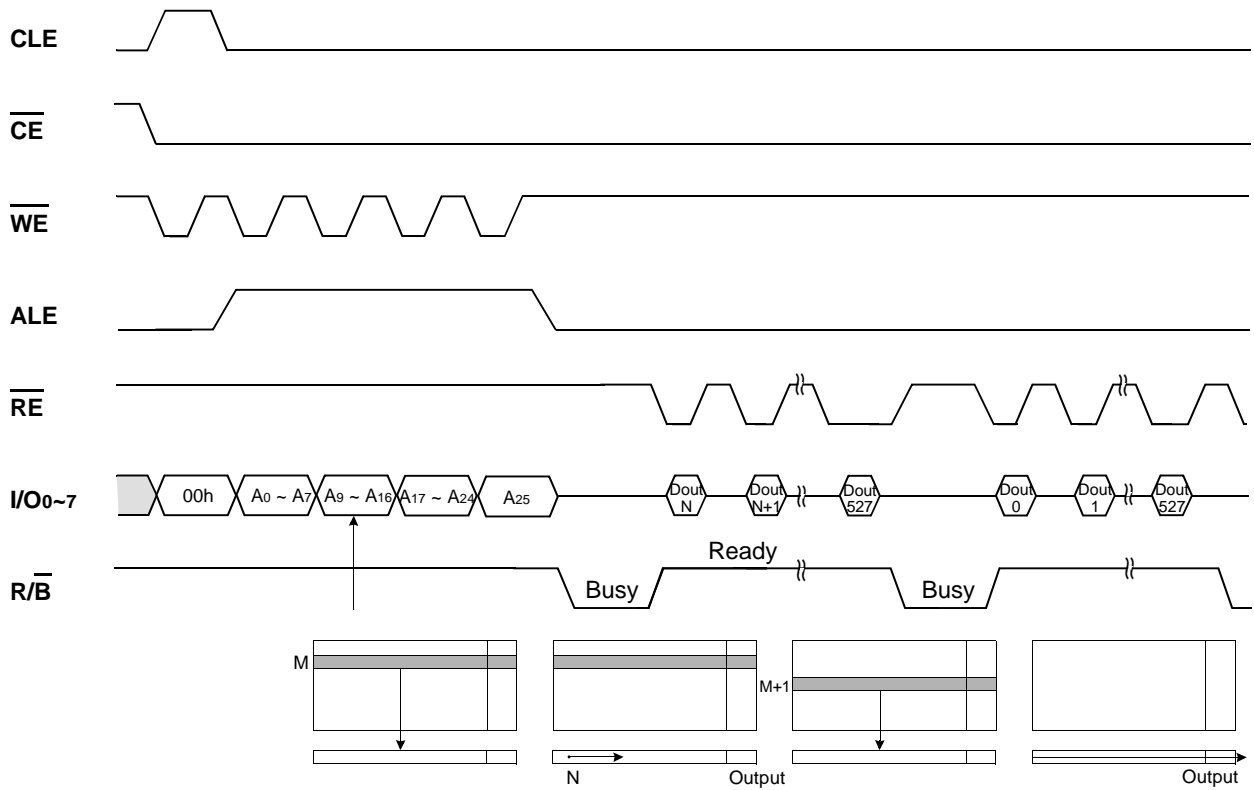 CLE
CE
WE
ALE
RE
I/O0~7
00h
A0 ~ A7
A9 ~ A16
A17 ~ A24
A25
Dout
N
Dout
N+1
Dout
527
Dout
0
Dout
1
Dout
527
R/B
Busy
Ready
Busy
M
M+1
N
Output
Output